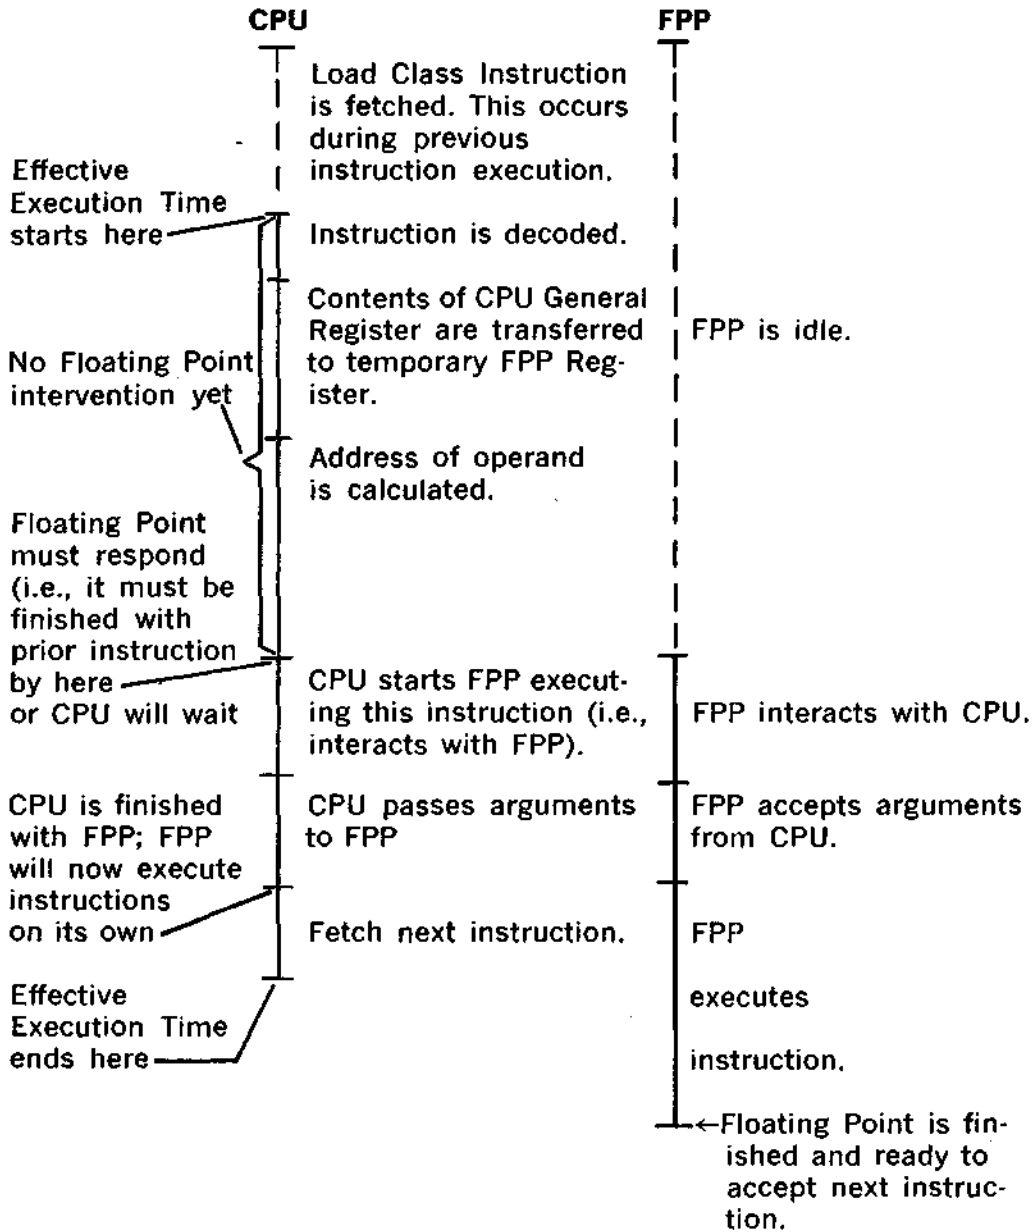 CPU
FPP
Load Class Instruction
is fetched. This occurs
during previous
instruction execution.
Effective
Execution Time
starts here
Instruction is decoded.
Contents of CPU General
Register are transferred
to temporary FPP Reg-
ister.
FPP is idle.
No Floating Point
intervention yet
Address of operand
is calculated.
Floating Point
must respond
(i.e., it must be
finished with
prior instruction
by here
or CPU will wait
CPU starts FPP execut-
ing this instruction (i.e.,
interacts with FPP).
FPP interacts with CPU.
CPU is finished
with FPP; FPP
will now execute
instructions
on its own
CPU passes arguments
to FPP
FPP accepts arguments
from CPU.
Fetch next instruction.
FPP
executes
instruction.
Effective
Execution Time
ends here
←Floating Point is fin-
ished and ready to
accept next instruc-
tion.